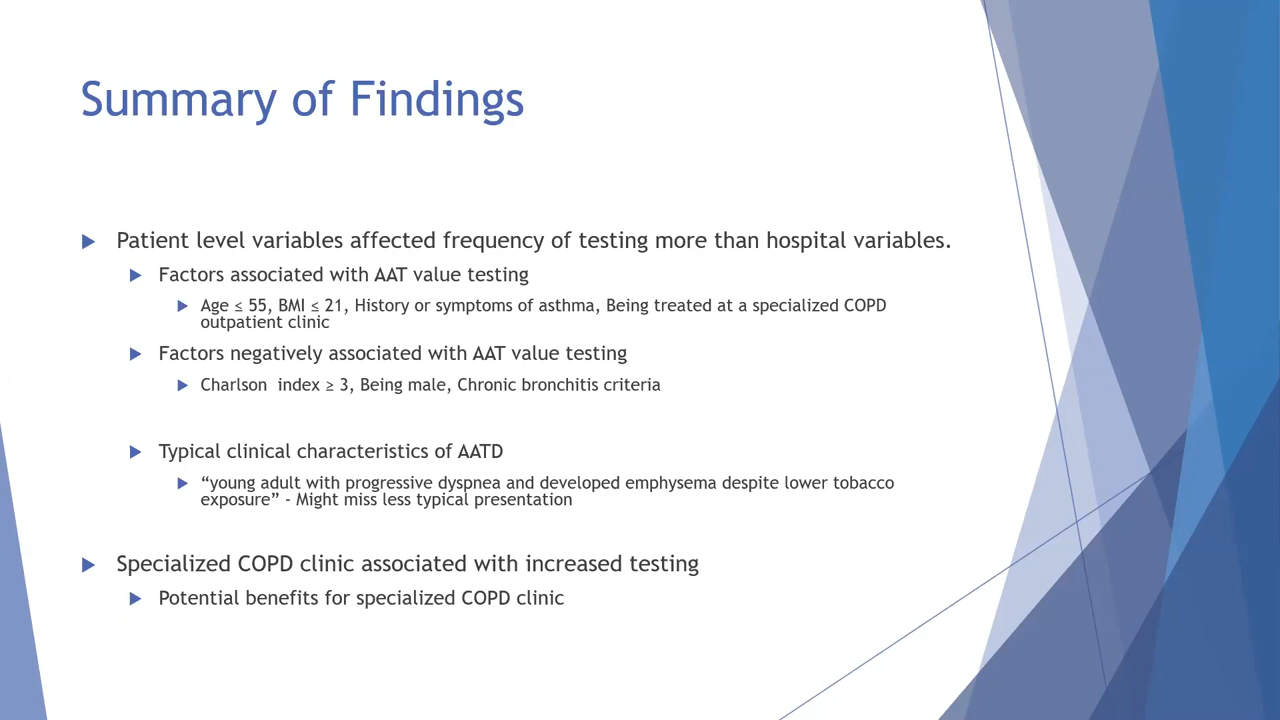 Summary of Findings
Patient level variables affected frequency of testing more than hospital variables.
Factors associated with AAT value testing
Age ≤ 55, BMI ≤ 21, History or symptoms of asthma, Being treated at a specialized COPD
outpatient clinic
Factors negatively associated with AAT value testing
Charlson  index ≥ 3, Being male, Chronic bronchitis criteria
Typical clinical characteristics of AATD
“young adult with progressive dyspnea and developed emphysema despite lower tobacco
exposure” - Might miss less typical presentation
Specialized COPD clinic associated with increased testing
Potential benefits for specialized COPD clinic